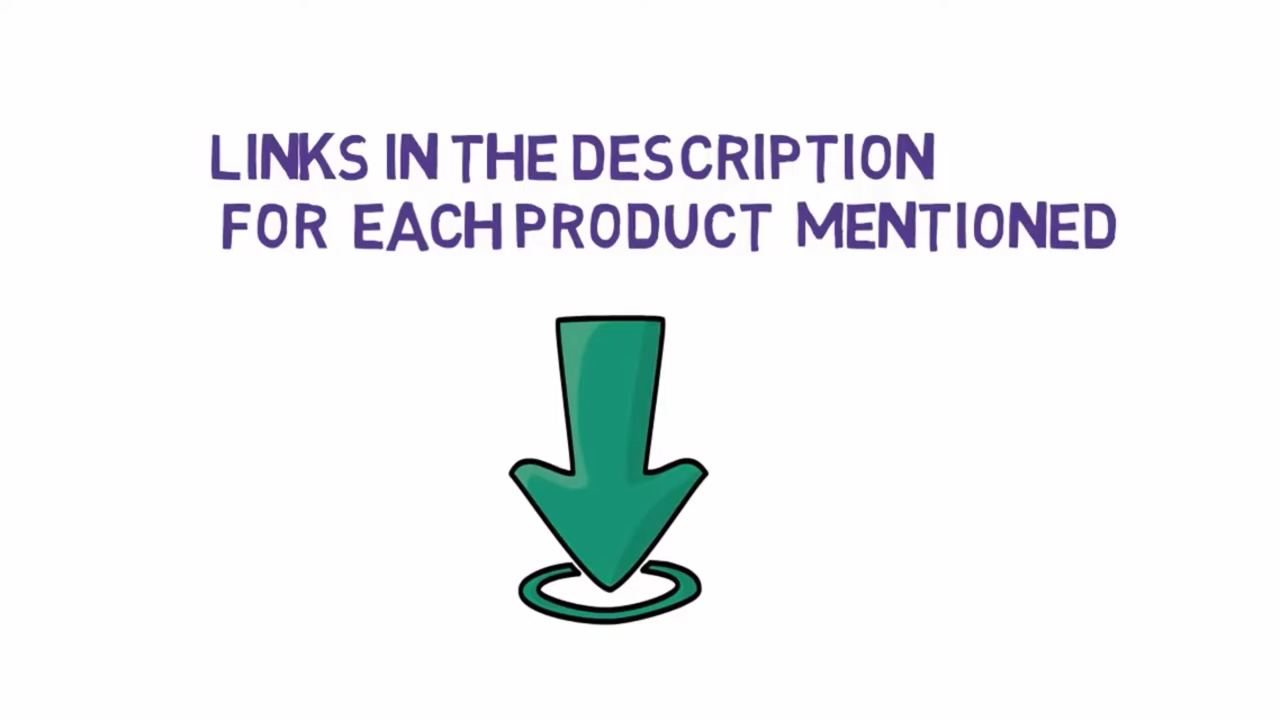 LINKS IN THE DESCRIPTION
FOR EACH PRODUCT MENTIONED